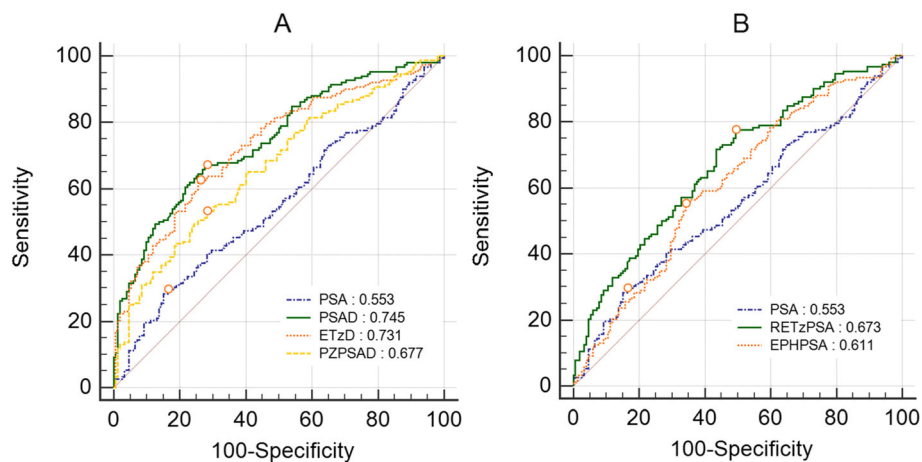 A
100
80
60
40
20
0
Sensitivity
PSA : 0.553
PSAD : 0.745
ETzD : 0.731
PZPSAD : 0.677
0 20 40 60 80 100
100-Specificity
B
100
80
60
40
20
0
Sensitivity
PSA : 0.553
RETzPSA : 0.673
EPHPSA : 0.611
0 20 40 60 80 100
100-Specificity